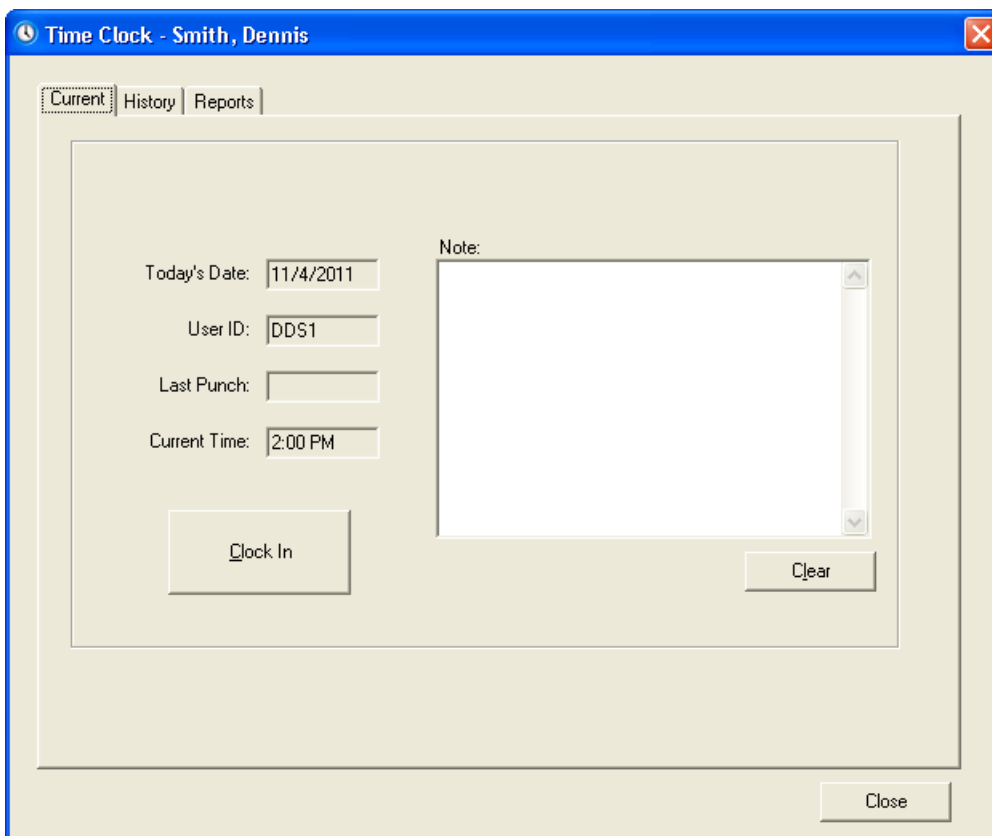 Time Clock - Smith, Dennis
Current History Reports
Note:
Today's Date: 11/4/2011
User ID: DDS1
Last Punch:
Current Time: 2:00 PM
Clock In
Clear
Close